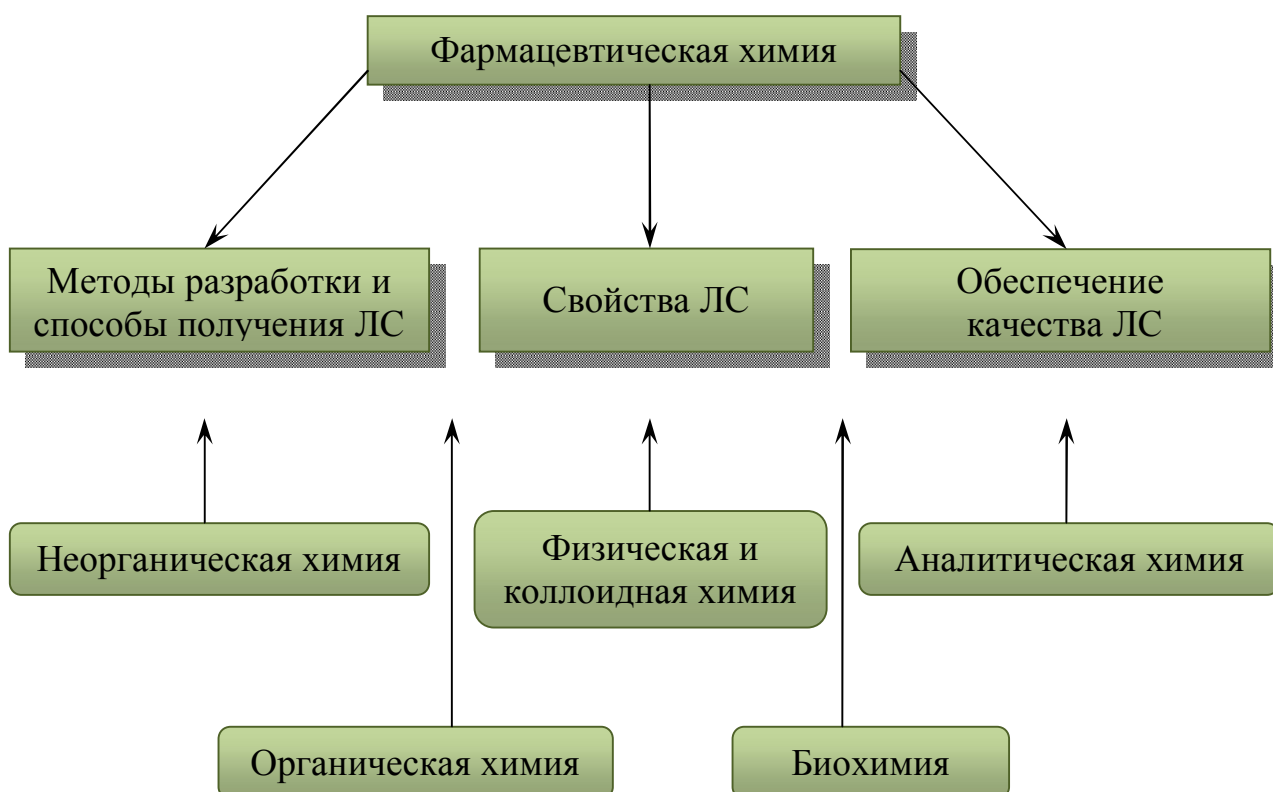 Фармацевтическая химия
Методы разработки и
способы получения ЛС
Свойства ЛС
Обеспечение
качества ЛС
Неорганическая химия
Физическая и
коллоидная химия
Аналитическая химия
Органическая химия
Биохимия